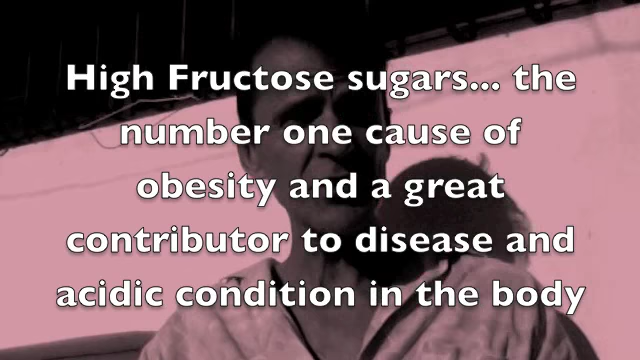 High Fructose sugars... the
number one cause of
obesity and a great
contributor to disease and
acidic condition in the body